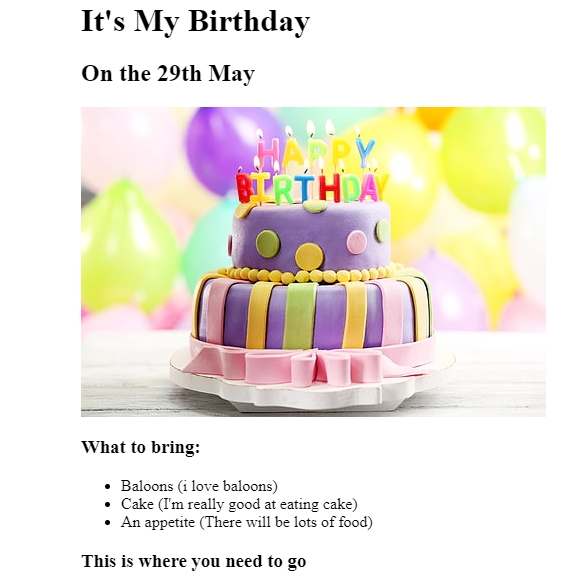 It's My Birthday
On the 29th May
HAPPY
BIRTHDAY
What to bring:
Baloons (i love baloons)
Cake (I'm really good at eating cake)
An appetite (There will be lots of food)
This is where you need to go